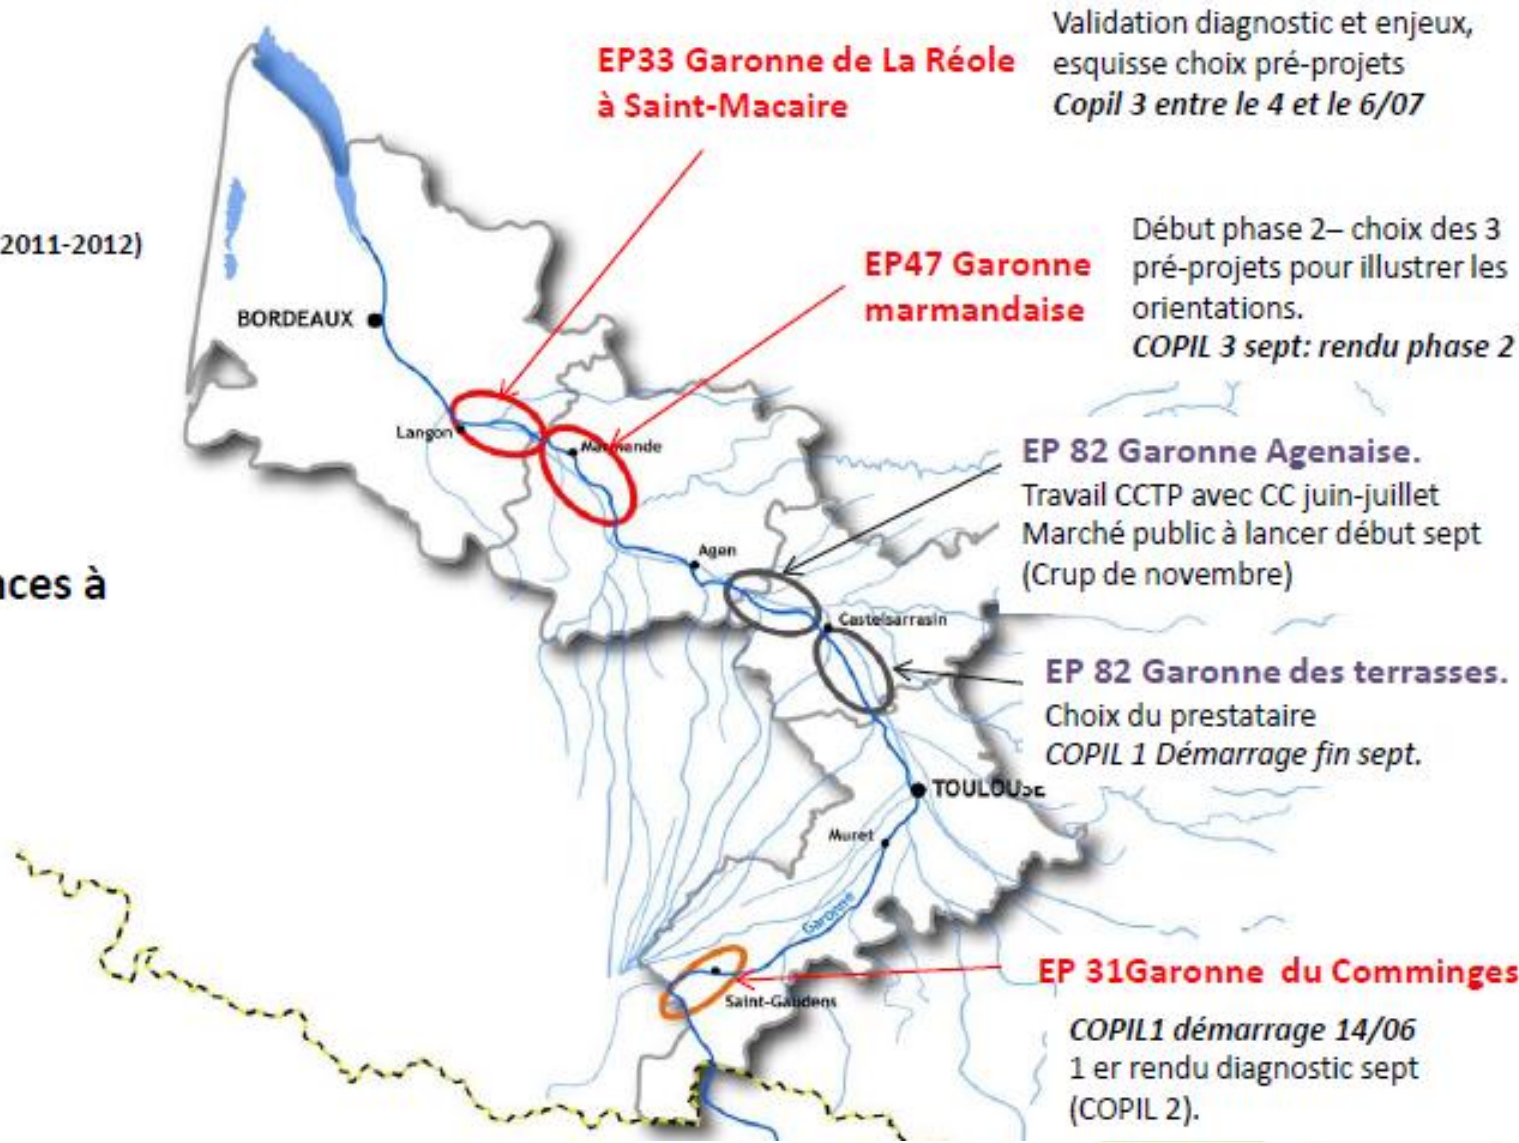 Validation diagnostic et enjeux,
esquisse choix pré-projets
Copil 3 entre le 4 et le 6/07
EP33 Garonne de La Réole
à Saint-Macaire
2011-2012)
Début phase 2– choix des 3
pré-projets pour illustrer les
orientations.
COPIL 3 sept: rendu phase 2
EP47 Garonne
marmandaise
BORDEAUX
Langon
Marmande
EP 82 Garonne Agenaise.
Travail CCTP avec CC juin-juillet
Marché public à lancer début sept
(Crup de novembre)
Agen
nces à
Castelsarrasin
EP 82 Garonne des terrasses.
Choix du prestataire
COPIL 1 Démarrage fin sept.
TOULOUSE
Muret
Garonne
EP 31Garonne du Comminges
Saint-Gaudens
COPIL1 démarrage 14/06
1 er rendu diagnostic sept
(COPIL 2).